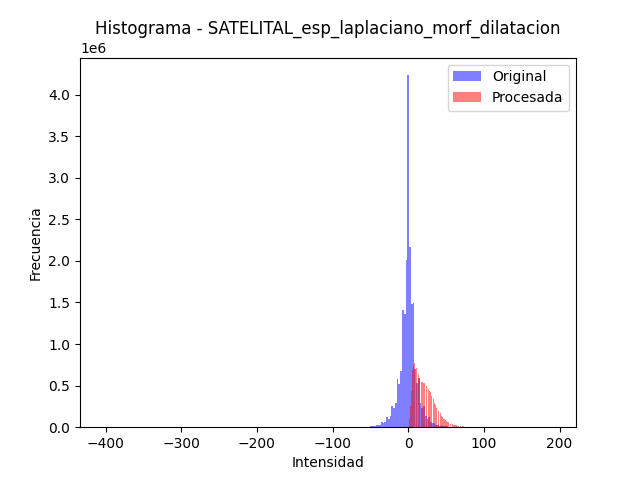 Histograma - SATELITAL_esp_laplaciano_morf_dilatacion
1e6
Original
Procesada
4.0
3.5
3.0
2.5
2.0
1.5
1.0
0.5
0.0
Frecuencia
−400 −300 −200 −100 0 100 200
Intensidad